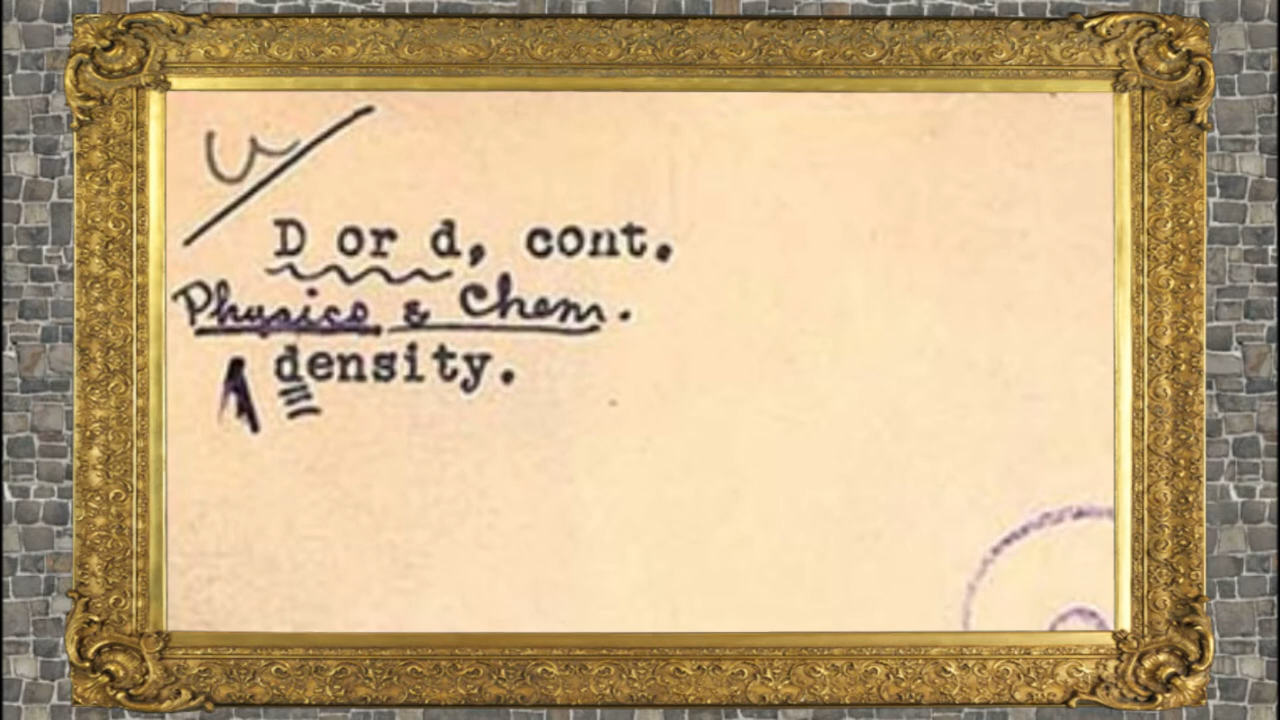 D or d, cont.
Physics & Chem.
density.